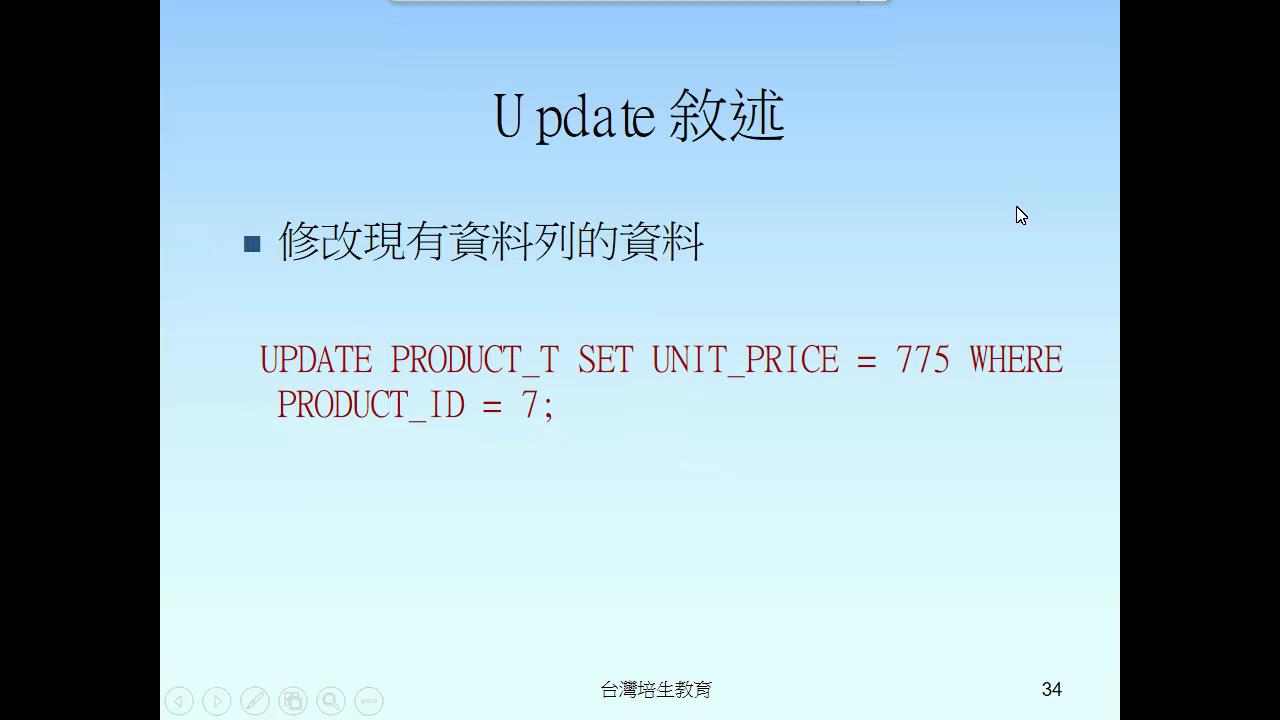 Update 敘述
修改現有資料列的資料
UPDATE PRODUCT_T SET UNIT_PRICE = 775 WHERE
PRODUCT_ID = 7;
台灣培生教育
34